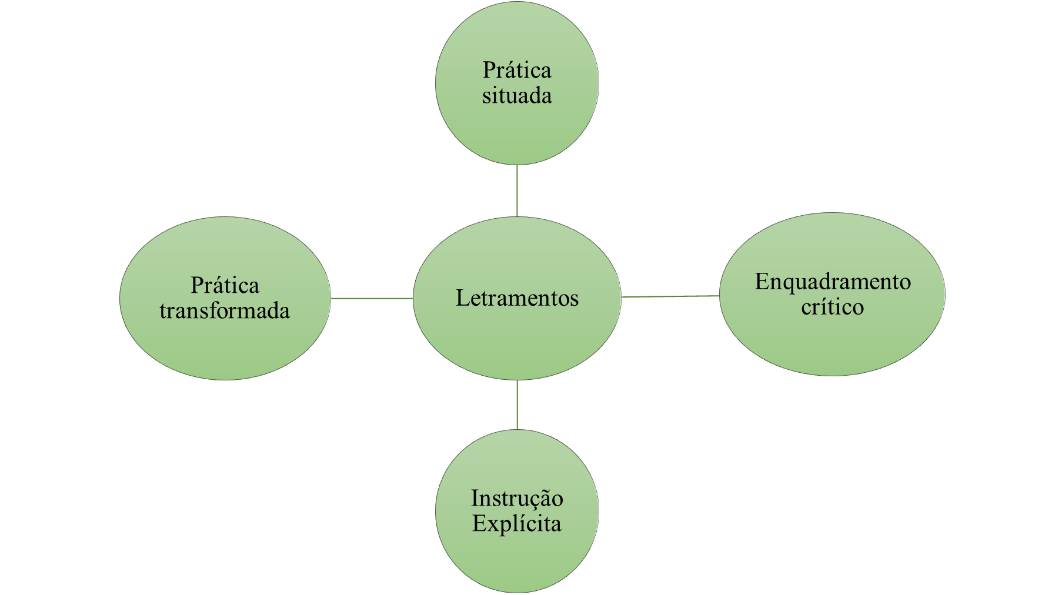 Prática
situada
Prática
transformada
Letramentos
Enquadramento
crítico
Instrução
Explícita